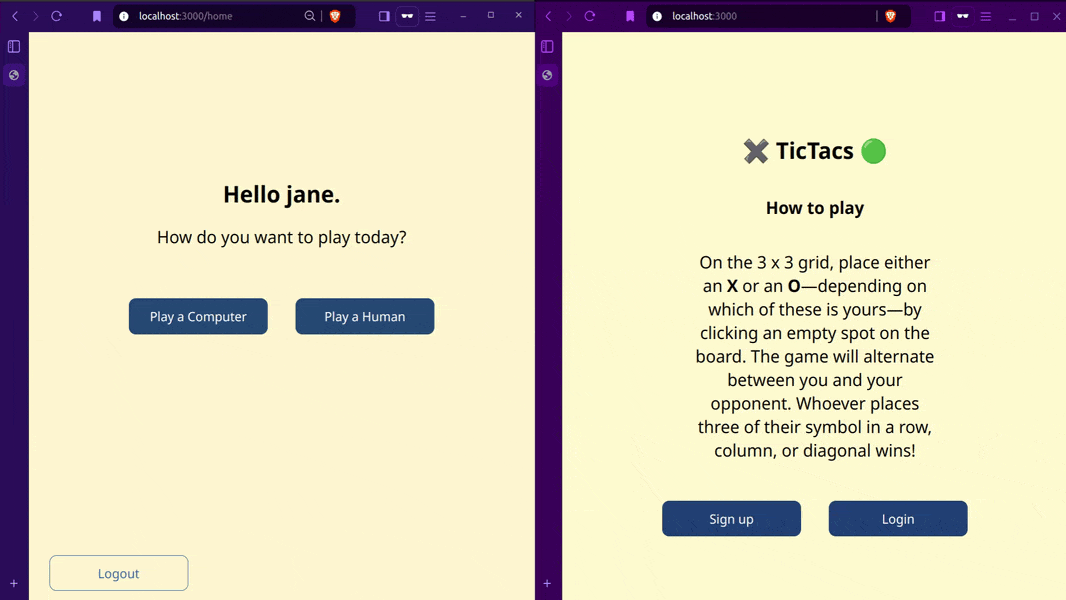 localhost:3000/home
Hello jane.
How do you want to play today?
Play a Computer
Play a Human
Logout
localhost:3000
TicTacs
How to play
On the 3 x 3 grid, place either
an X or an O—depending on
which of these is yours—by
clicking an empty spot on the
board. The game will alternate
between you and your
opponent. Whoever places
three of their symbol in a row,
column, or diagonal wins!
Sign up
Login